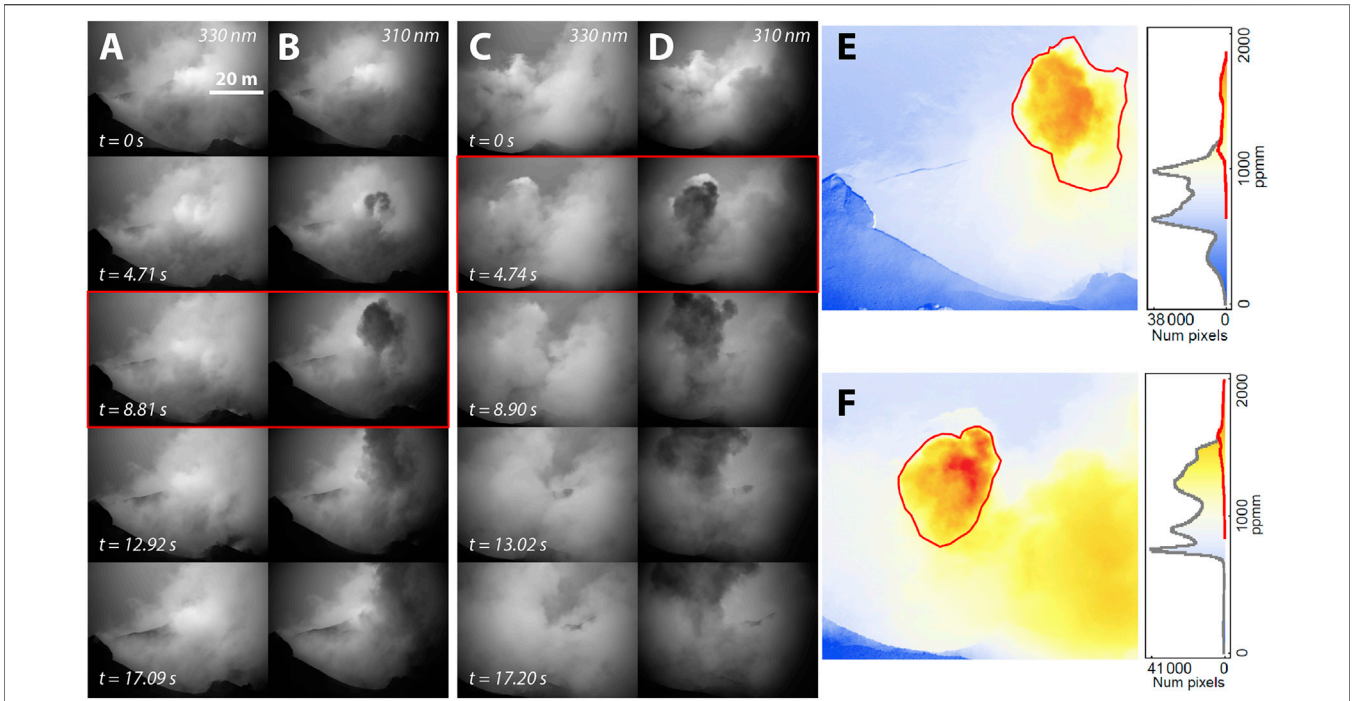 A
330 nm
20 m
t = 0 s
t = 4.71 s
t = 8.81 s
t = 12.92 s
t = 17.09 s
B
310 nm
C
330 nm
t = 0 s
t = 4.74 s
t = 8.90 s
t = 13.02 s
t = 17.20 s
D
310 nm
E
2000
1000
0
ppmm
38 000 0
Num pixels
F
2000
1000
0
ppmm
41 000 0
Num pixels